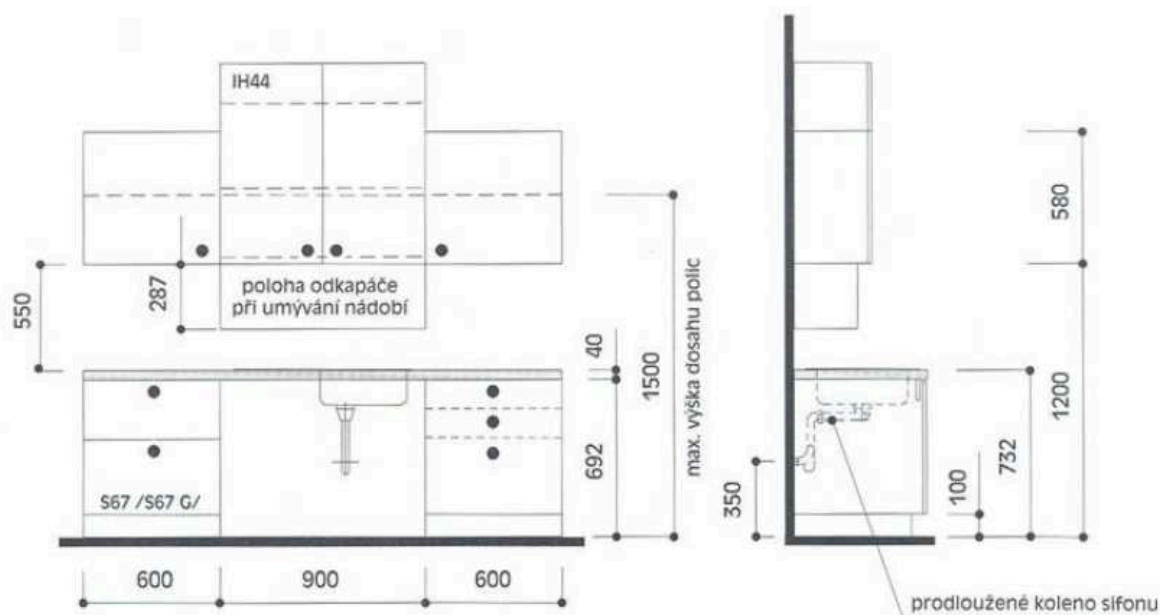 IH44
poloha odkapáče
při umývání nádobí
550
287
40
692
1500
max. výška dosahu polic
S67 /S67 G/
600
900
600
580
1200
732
100
350
prodloužené koleno sifonu